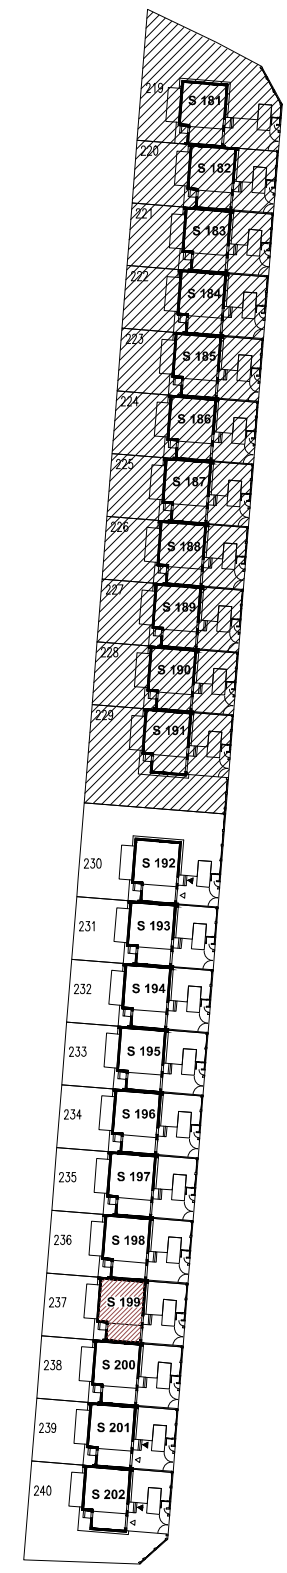 219
S 181
220
S 182
221
S 183
222
S 184
223
S 185
224
S 186
225
S 187
226
S 188
227
S 189
228
S 190
229
S 191
230
S 192
231
S 193
232
S 194
233
S 195
234
S 196
235
S 197
236
S 198
237
S 199
238
S 200
239
S 201
240
S 202